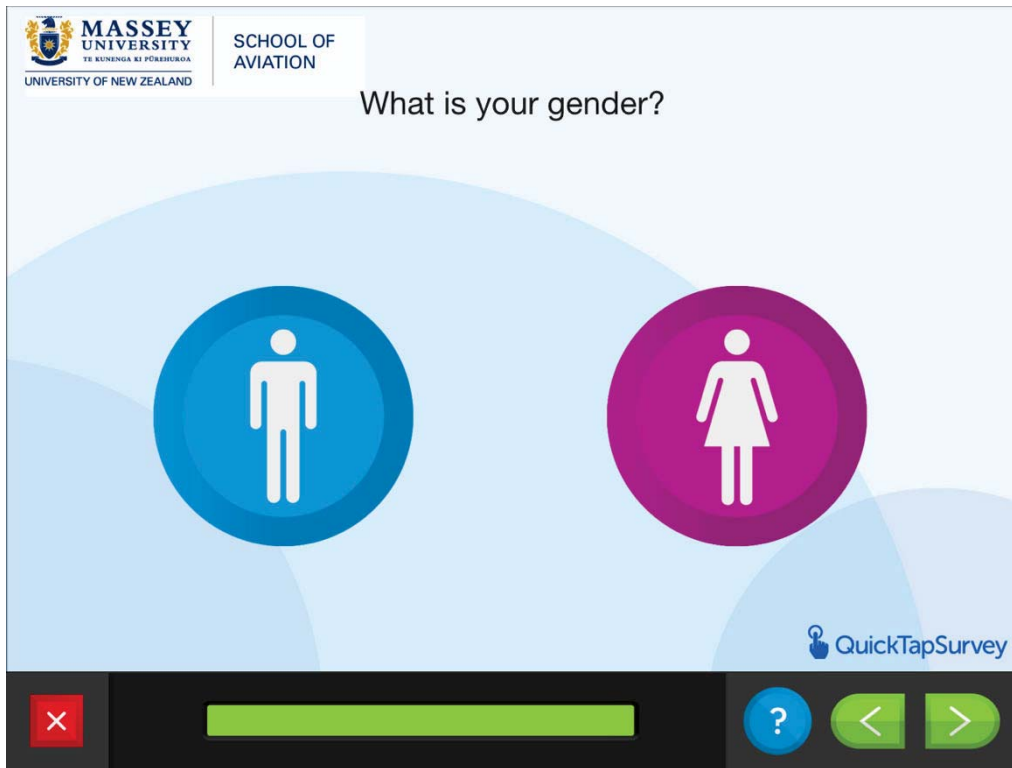 MASSEY
UNIVERSITY
TE KUNENGA KI PŪREHUROA
UNIVERSITY OF NEW ZEALAND
SCHOOL OF
AVIATION
What is your gender?
QuickTapSurvey
?